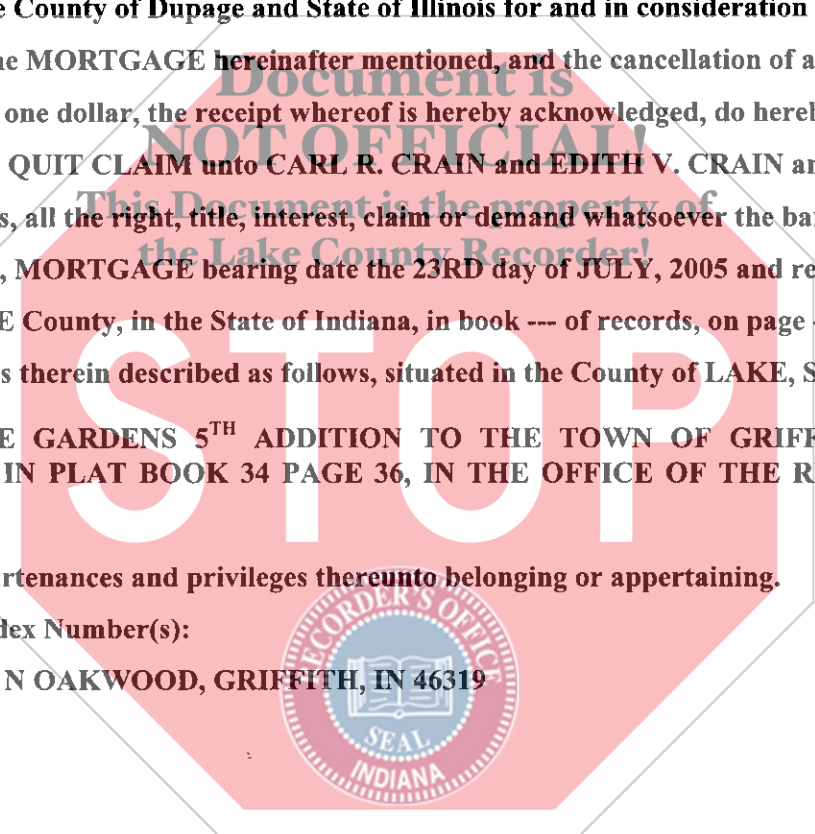 e County of Dupage and State of Illinois for and in consideration
ne MORTGAGE hereinafter mentioned, and the cancellation of a
Document is
one dollar, the receipt whereof is hereby acknowledged, do hereb
NOT OFFICIAL!
QUIT CLAIM unto CARL R. CRAIN and EDITH V. CRAIN an
This Document is the property of
s, all the right, title, interest, claim or demand whatsoever the ba
the Lake County Recorder!
, MORTGAGE bearing date the 23RD day of JULY, 2005 and re
E County, in the State of Indiana, in book --- of records, on page -
s therein described as follows, situated in the County of LAKE, S
STOP
E GARDENS 5TH ADDITION TO THE TOWN OF GRIFF
IN PLAT BOOK 34 PAGE 36, IN THE OFFICE OF THE R
rtenances and privileges thereunto belonging or appertaining.
dex Number(s):
N OAKWOOD, GRIFFITH, IN 46319
RECORDER'S OFFICE
SEAL
INDIANA